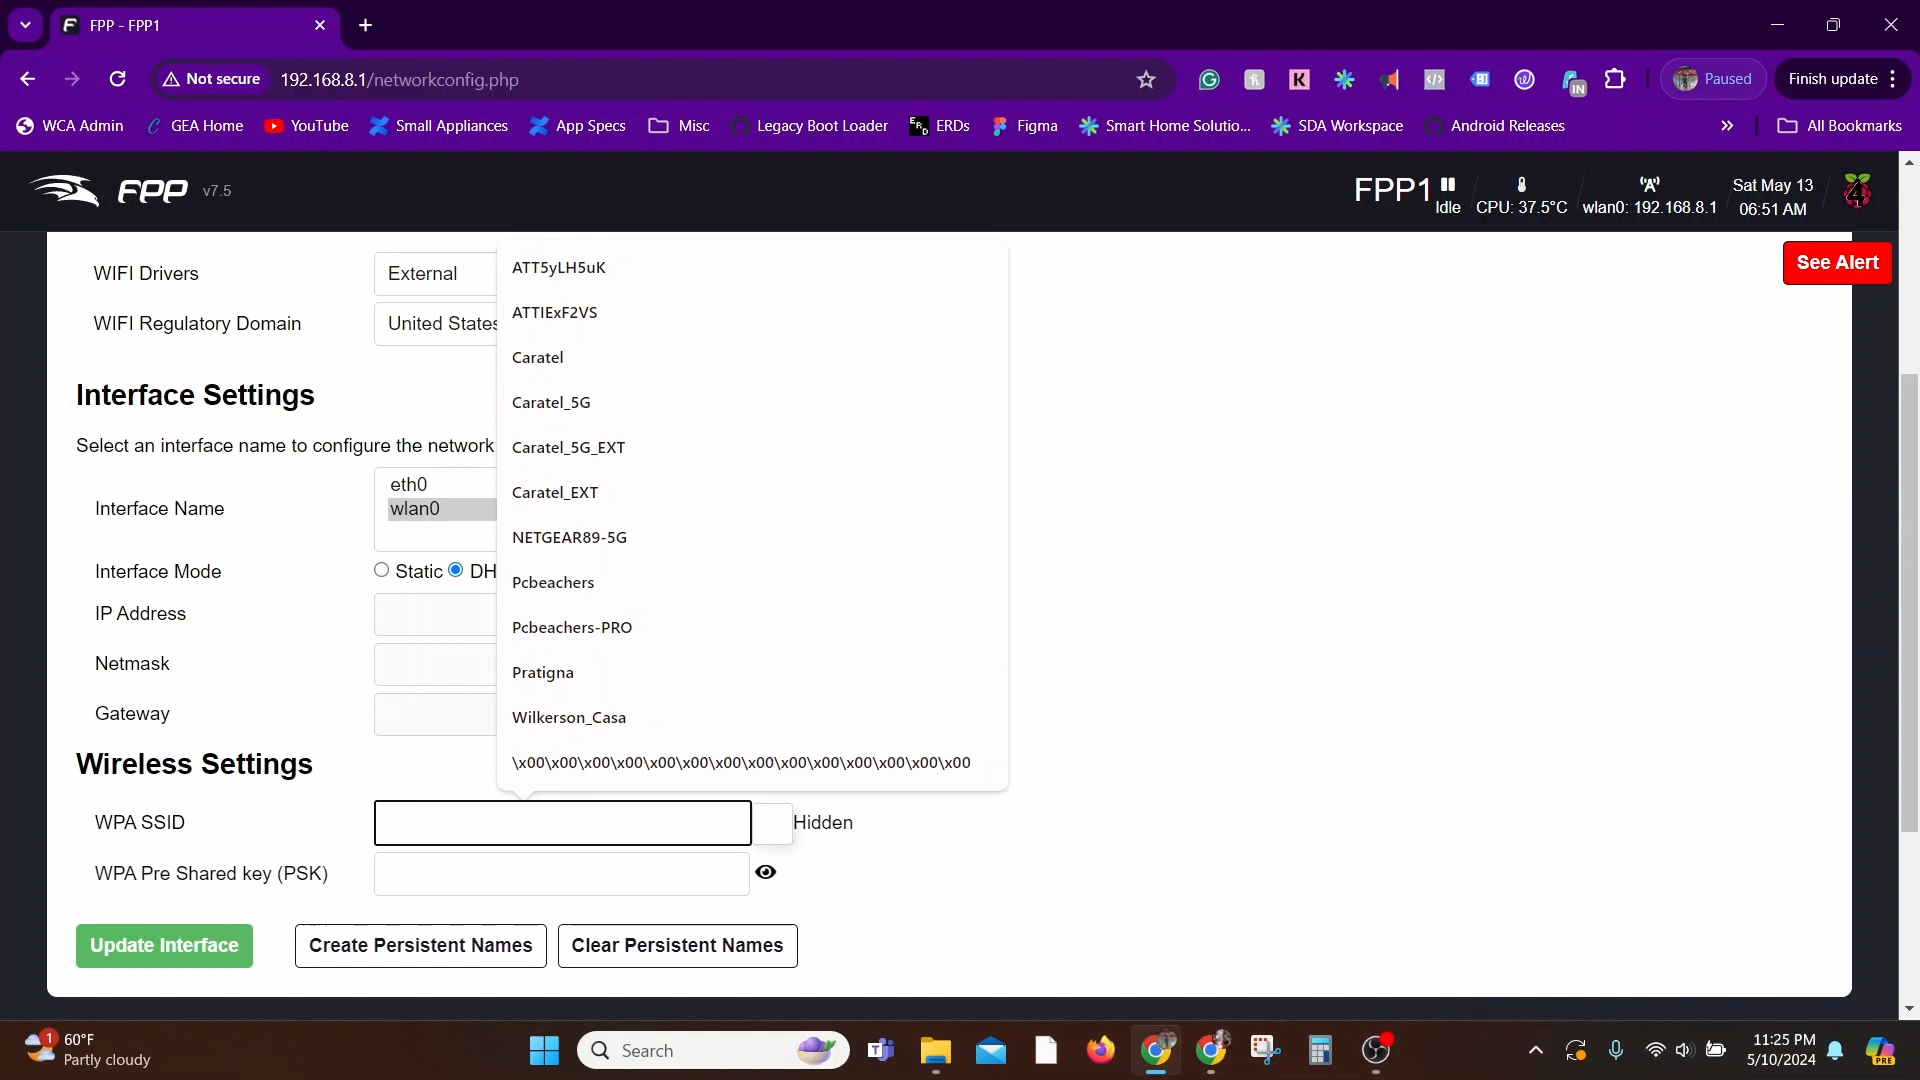 FPP - FPP1
Not secure
192.168.8.1/networkconfig.php
Paused
Finish update
WCA Admin
GEA Home
YouTube
Small Appliances
App Specs
Misc
Legacy Boot Loader
ERDs
Figma
Smart Home Solutio...
SDA Workspace
Android Releases
All Bookmarks
FPP v7.5
FPP1
Idle
CPU: 37.5°C
wlan0: 192.168.8.1
Sat May 13
06:51 AM
See Alert
WIFI Drivers
External
WIFI Regulatory Domain
United States
Interface Settings
Select an interface name to configure the network
Interface Name
eth0
wlan0
Interface Mode
Static
DH
IP Address
Netmask
Gateway
ATT5yLH5uK
ATTIExF2VS
Caratel
Caratel_5G
Caratel_5G_EXT
Caratel_EXT
NETGEAR89-5G
Pcbeachers
Pcbeachers-PRO
Pratigna
Wilkerson_Casa
\x00\x00\x00\x00\x00\x00\x00\x00\x00\x00\x00\x00\x00\x00
Wireless Settings
WPA SSID
Hidden
WPA Pre Shared key (PSK)
Update Interface
Create Persistent Names
Clear Persistent Names
1
60°F
Partly cloudy
Search
11:25 PM
5/10/2024